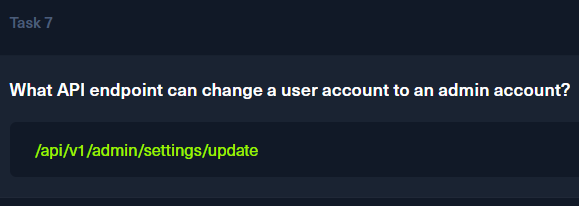 Task 7
What API endpoint can change a user account to an admin account?
/api/v1/admin/settings/update